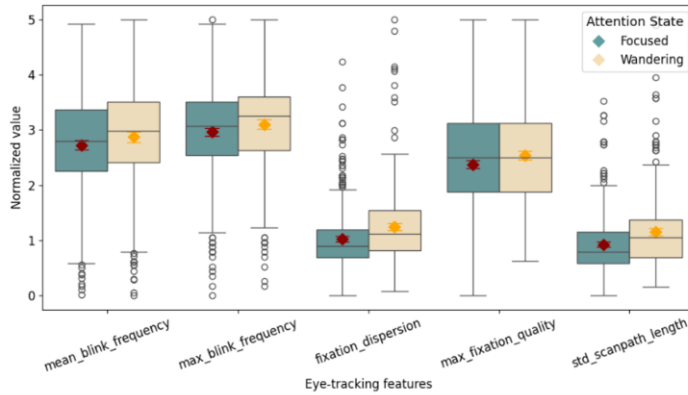 Attention State
Focused
Wandering
Normalized value
5
4
3
2
1
0
mean_blink_frequency
max_blink_frequency
fixation_dispersion
max_fixation_quality
std_scanpath_length
Eye-tracking features